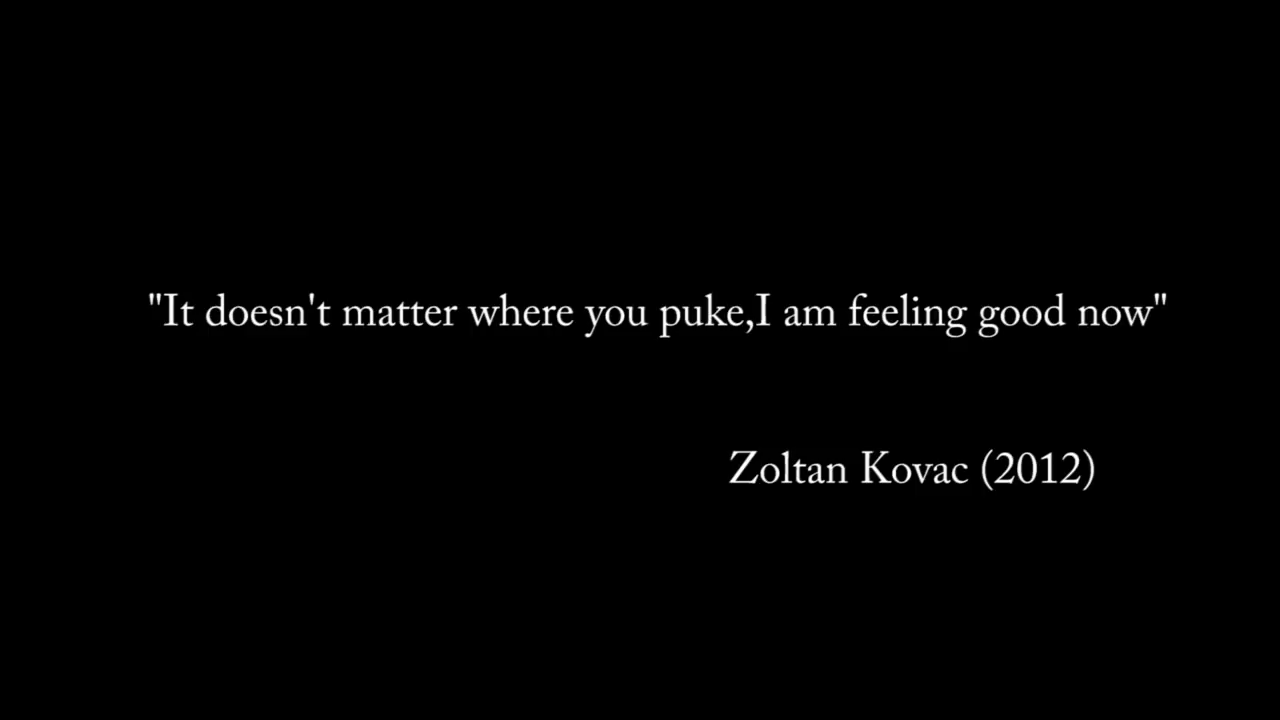 "It doesn't matter where you puke,I am feeling good now"
Zoltan Kovac (2012)